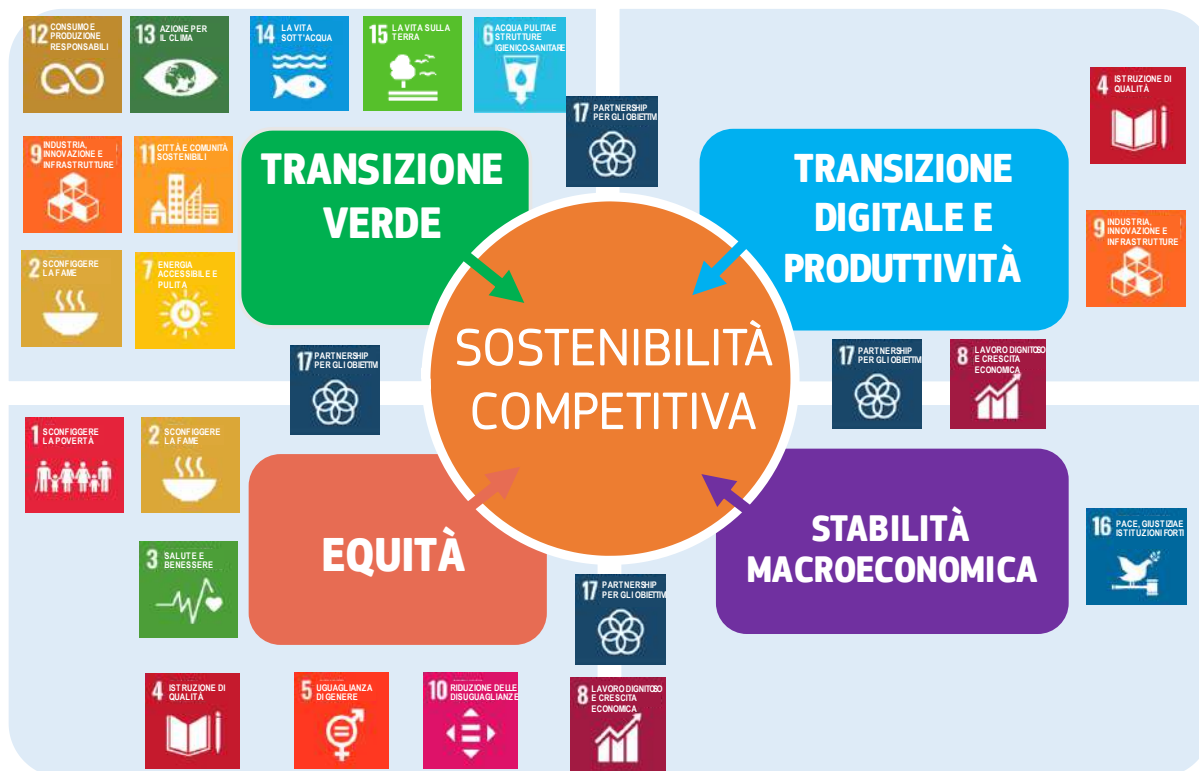 12 CONSUMO E
PRODUZIONE
RESPONSABILI
13 AZIONE PER
IL CLIMA
14 LA VITA
SOTT'ACQUA
15 LA VITA SULLA
TERRA
6 ACQUA PULITAE
STRUTTURE
IGIENICO-SANITARE
17 PARTNERSHIP
PER GLI OBIETTIVI
4 ISTRUZIONE DI
QUALITÀ
9 INDUSTRIA,
INNOVAZIONE E
INFRASTRUTTURE
11 CITTÀ E COMUNITÀ
SOSTENIBILI
TRANSIZIONE
VERDE
TRANSIZIONE
DIGITALE E
PRODUTTIVITÀ
9 INDUSTRIA,
INNOVAZIONE E
INFRASTRUTTURE
2 SCONFIGGERE
LA FAME
7 ENERGIA
ACCESSIBILE E
PULITA
SOSTENIBILITÀ
COMPETITIVA
17 PARTNERSHIP
PER GLI OBIETTIVI
17 PARTNERSHIP
PER GLI OBIETTIVI
8 LAVORO DIGNITOSO
E CRESCITA
ECONOMICA
1 SCONFIGGERE
LA POVERTÀ
2 SCONFIGGERE
LA FAME
EQUITÀ
STABILITÀ
MACROECONOMICA
16 PACE, GIUSTIZIAE
ISTITUZIONI FORTI
3 SALUTE E
BENESSERE
17 PARTNERSHIP
PER GLI OBIETTIVI
4 ISTRUZIONE DI
QUALITÀ
5 UGUAGLIANZA
DI GENERE
10 RIDUZIONE DELLE
DISUGUAGLIANZE
8 LAVORO DIGNITOSO
E CRESCITA
ECONOMICA